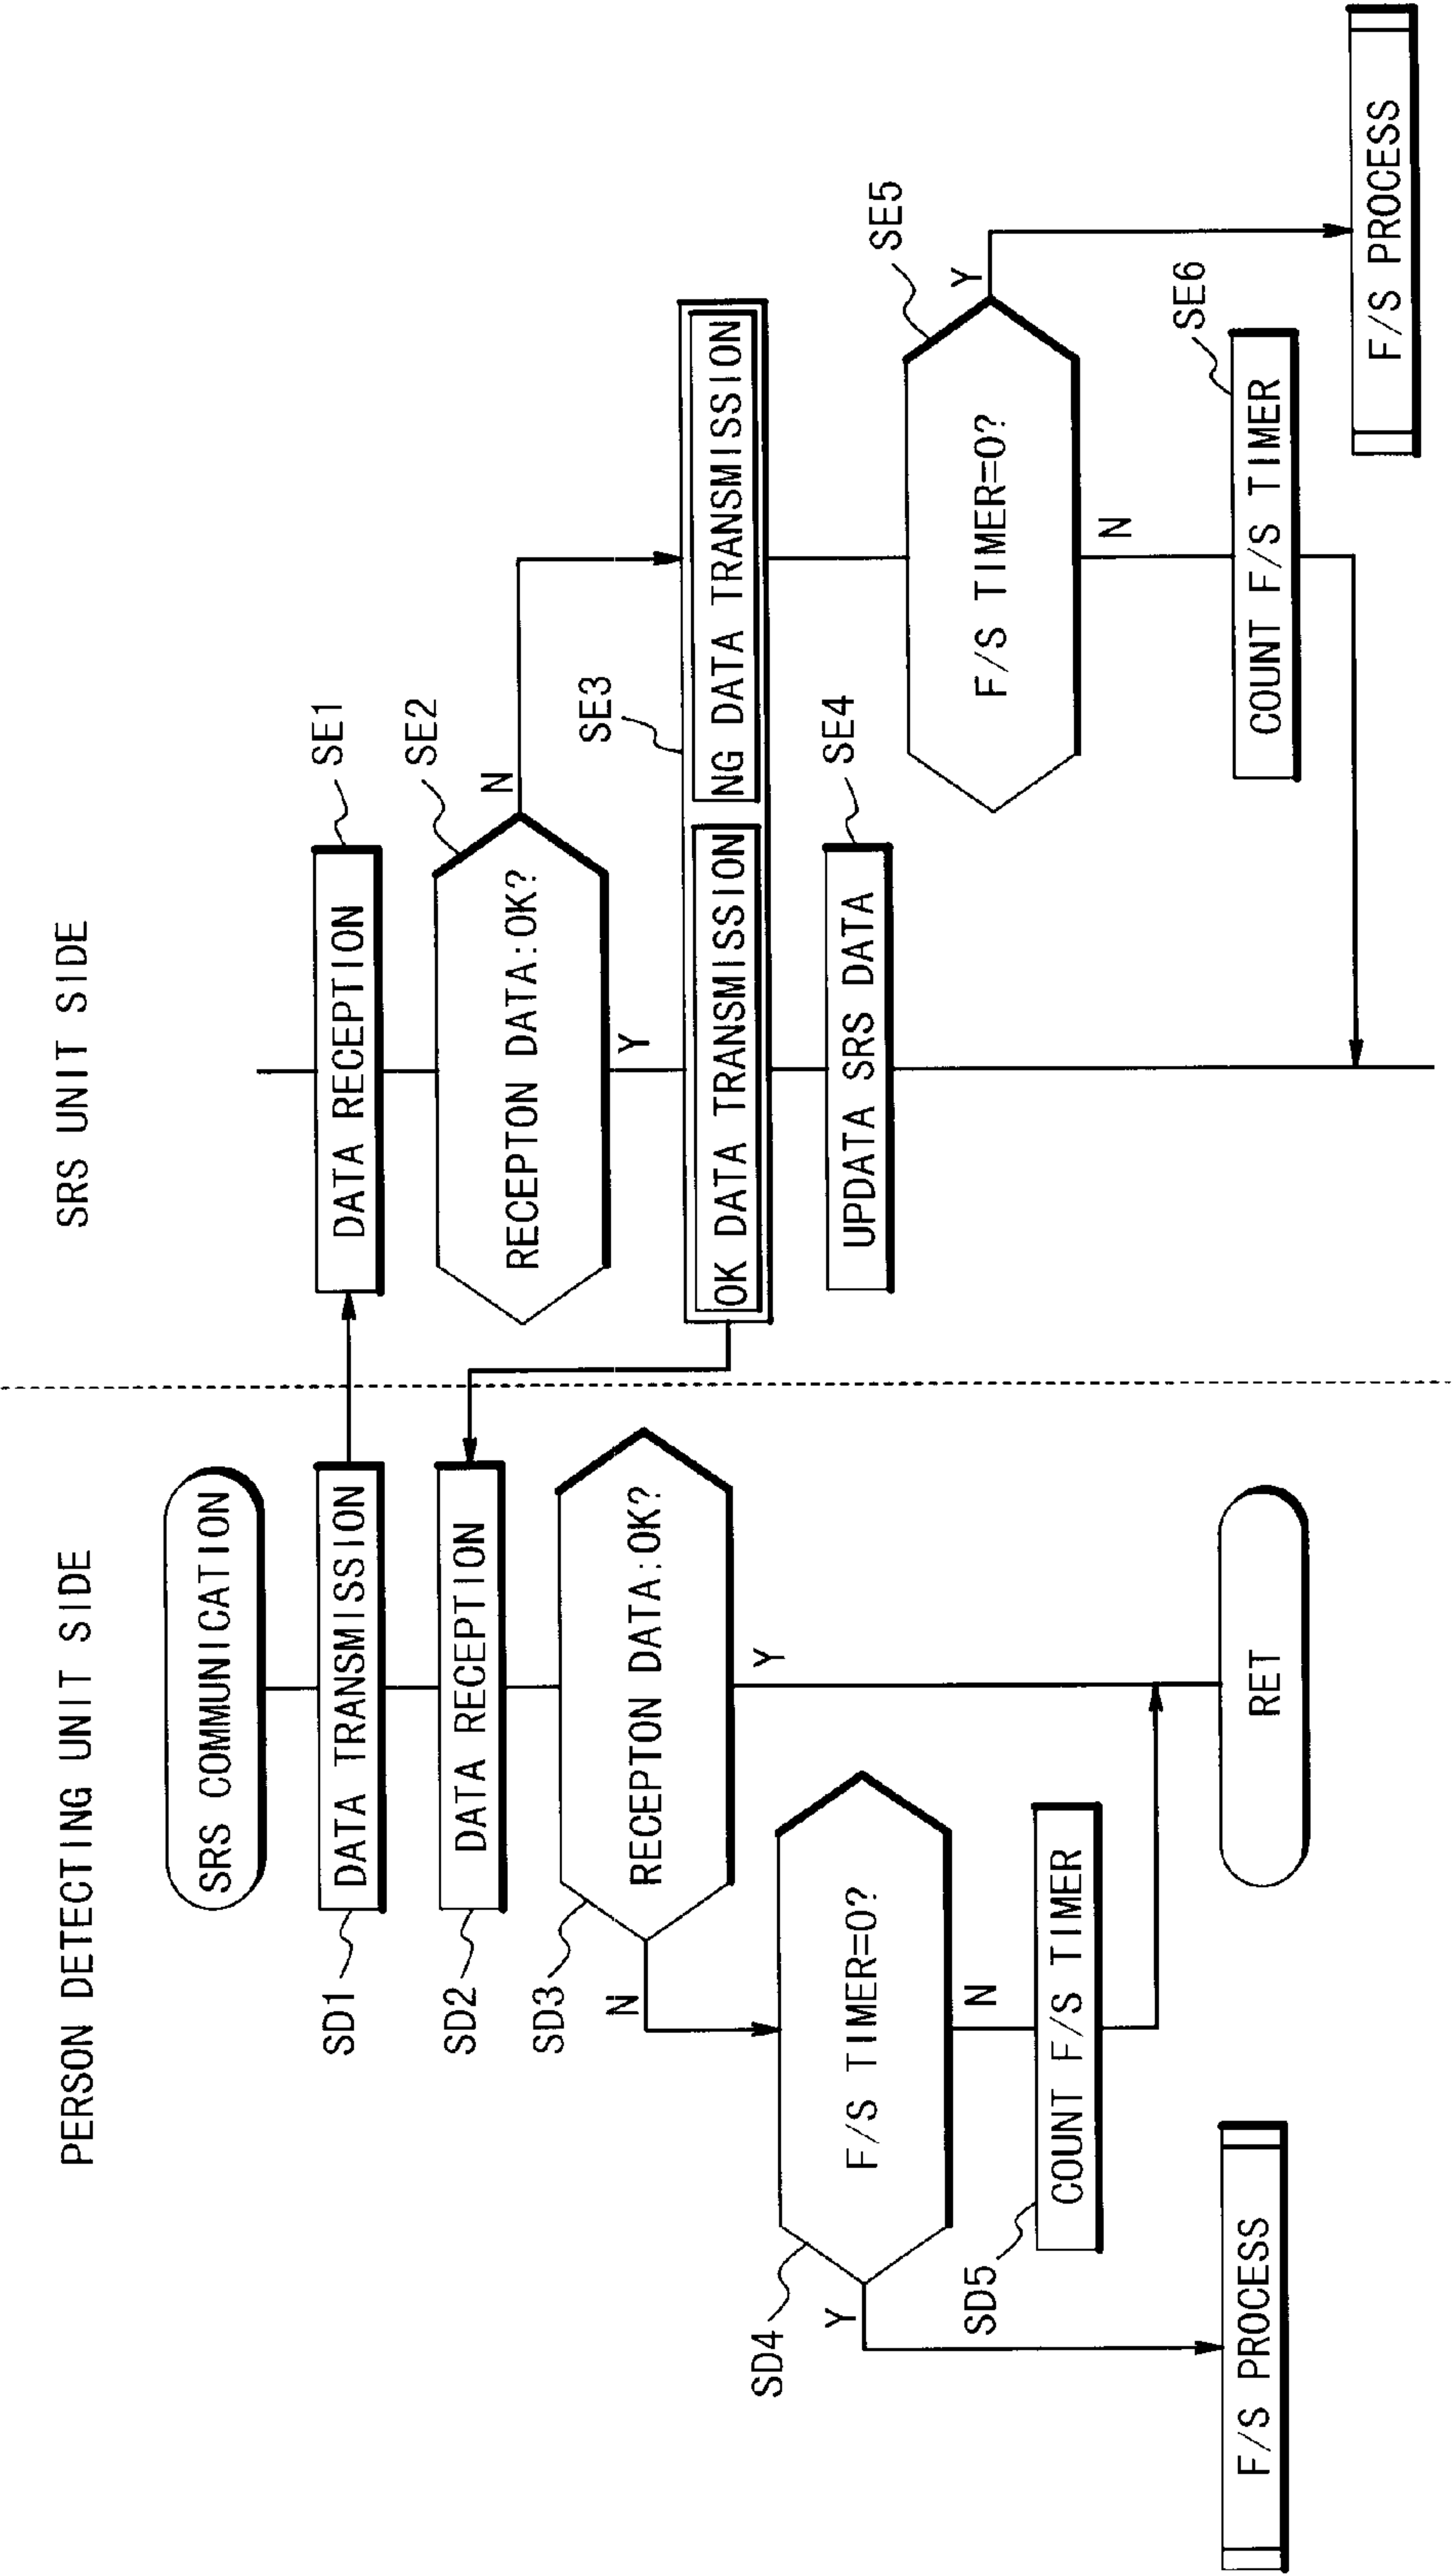 PERSON DETECTING UNIT SIDE
SRS COMMUNICATION
SD1
DATA TRANSMISSION
SD2
DATA RECEPTION
SD3
RECEPTON DATA:OK?
N
Y
SD4
F/S TIMER=0?
Y
N
SD5
COUNT F/S TIMER
F/S PROCESS
RET
SRS UNIT SIDE
SE1
DATA RECEPTION
SE2
RECEPTON DATA:OK?
N
Y
SE3
OK DATA TRANSMISSION
NG DATA TRANSMISSION
SE4
UPDATA SRS DATA
SE5
F/S TIMER=0?
Y
N
SE6
COUNT F/S TIMER
F/S PROCESS